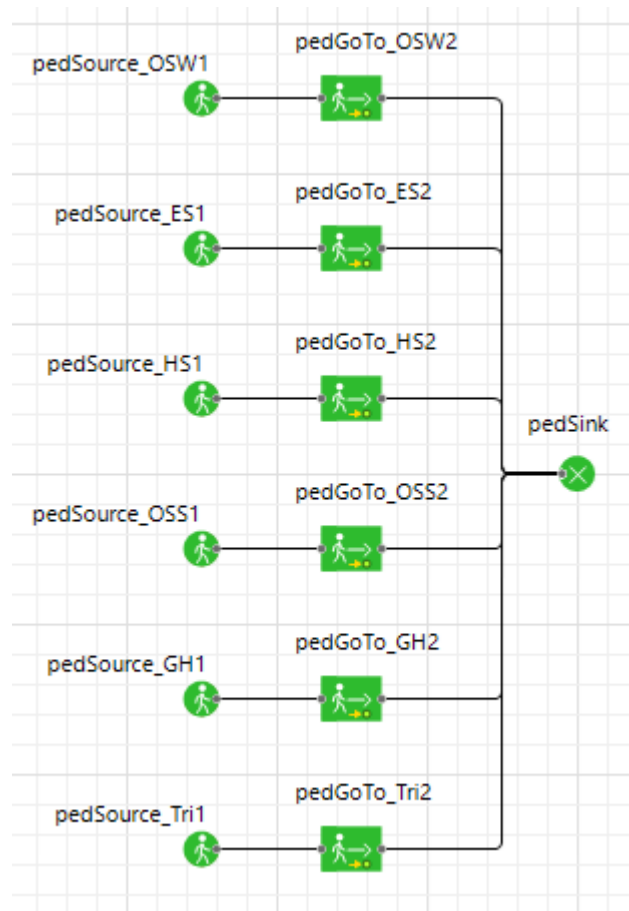 pedGoTo_OSW2
pedSource_OSW1
pedGoTo_ES2
pedSource_ES1
pedGoTo_HS2
pedSource_HS1
pedSink
pedGoTo_OSS2
pedSource_OSS1
pedGoTo_GH2
pedSource_GH1
pedGoTo_Tri2
pedSource_Tri1